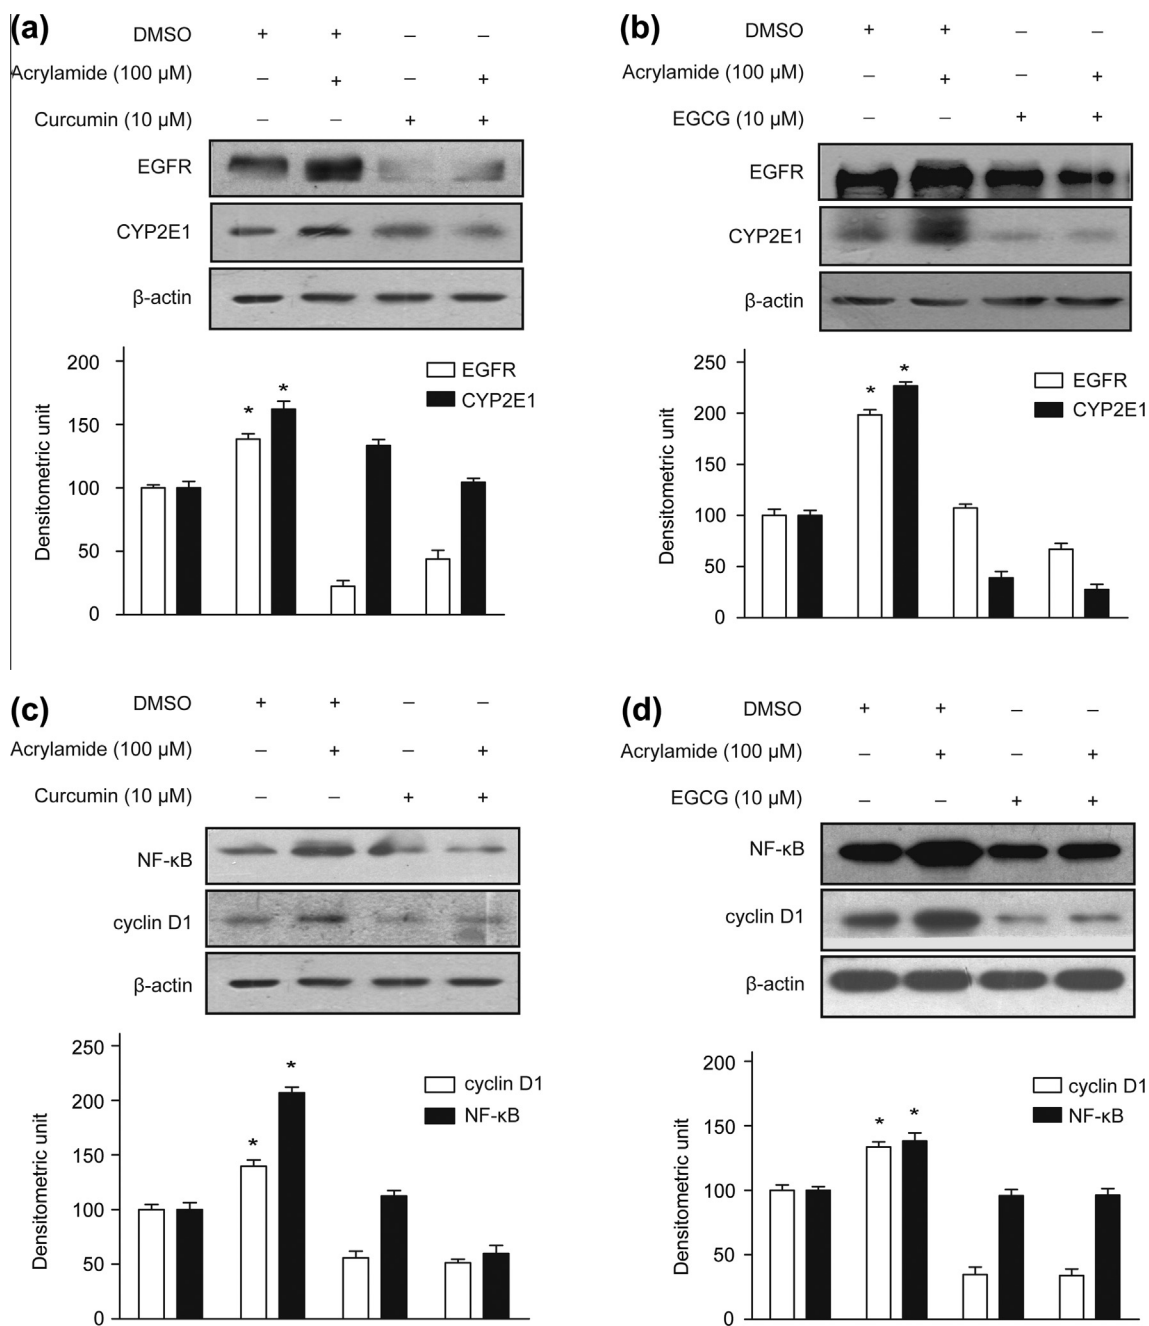 (a)
DMSO + + – –
Acrylamide (100 µM) – + – +
Curcumin (10 µM) – – + +
EGFR
CYP2E1
β-actin
Densitometric unit
200
150
100
50
0
* *
EGFR
CYP2E1
(b)
DMSO + + – –
Acrylamide (100 µM) – + – +
EGCG (10 µM) – – + +
EGFR
CYP2E1
β-actin
Densitometric unit
250
200
150
100
50
0
* *
EGFR
CYP2E1
(c)
DMSO + + – –
Acrylamide (100 µM) – + – +
Curcumin (10 µM) – – + +
NF-κB
cyclin D1
β-actin
Densitometric unit
250
200
150
100
50
0
* *
cyclin D1
NF-κB
(d)
DMSO + + – –
Acrylamide (100 µM) – + – +
EGCG (10 µM) – – + +
NF-κB
cyclin D1
β-actin
Densitometric unit
200
150
100
50
0
* *
cyclin D1
NF-κB